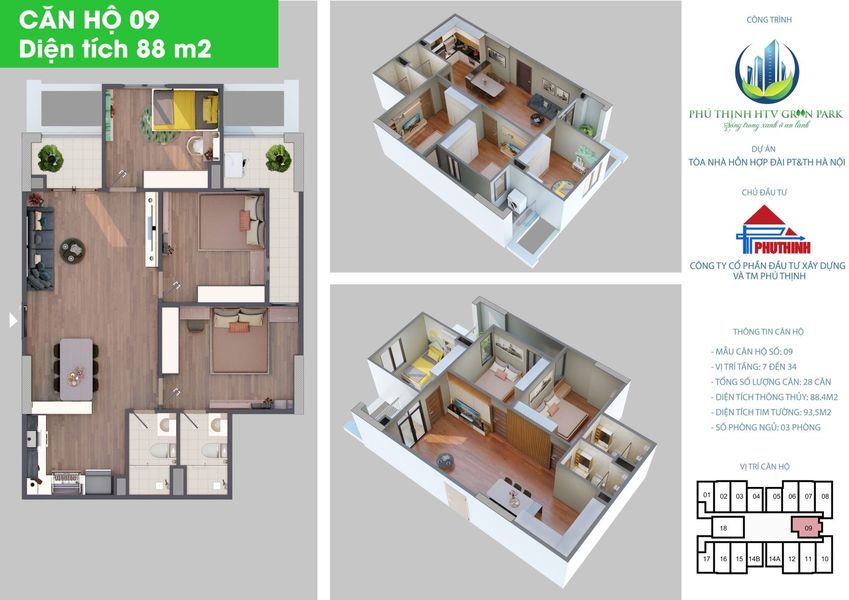 CĂN HỘ 09
Diện tích 88 m2
CÔNG TRÌNH
PHÚ THỊNH HTV GREEN PARK
Sống trong xanh ở an lành
DỰ ÁN
TÒA NHÀ HỖN HỢP ĐÀI PT&TH HÀ NỘI
CHỦ ĐẦU TƯ
PHUTHINH
CÔNG TY CỔ PHẦN ĐẦU TƯ XÂY DỰNG
VÀ TM PHÚ THỊNH
THÔNG TIN CĂN HỘ
- MẪU CĂN HỘ SỐ: 09
- VỊ TRÍ TẦNG: 7 ĐẾN 34
- TỔNG SỐ LƯỢNG CĂN: 28 CĂN
- DIỆN TÍCH THÔNG THỦY: 88.4M2
- DIỆN TÍCH TIM TƯỜNG: 93,5M2
- SỐ PHÒNG NGỦ: 03 PHÒNG
VỊ TRÍ CĂN HỘ
01 02 03 04 05 06 07 08
18 09
17 16 15 14B 14A 12 11 10